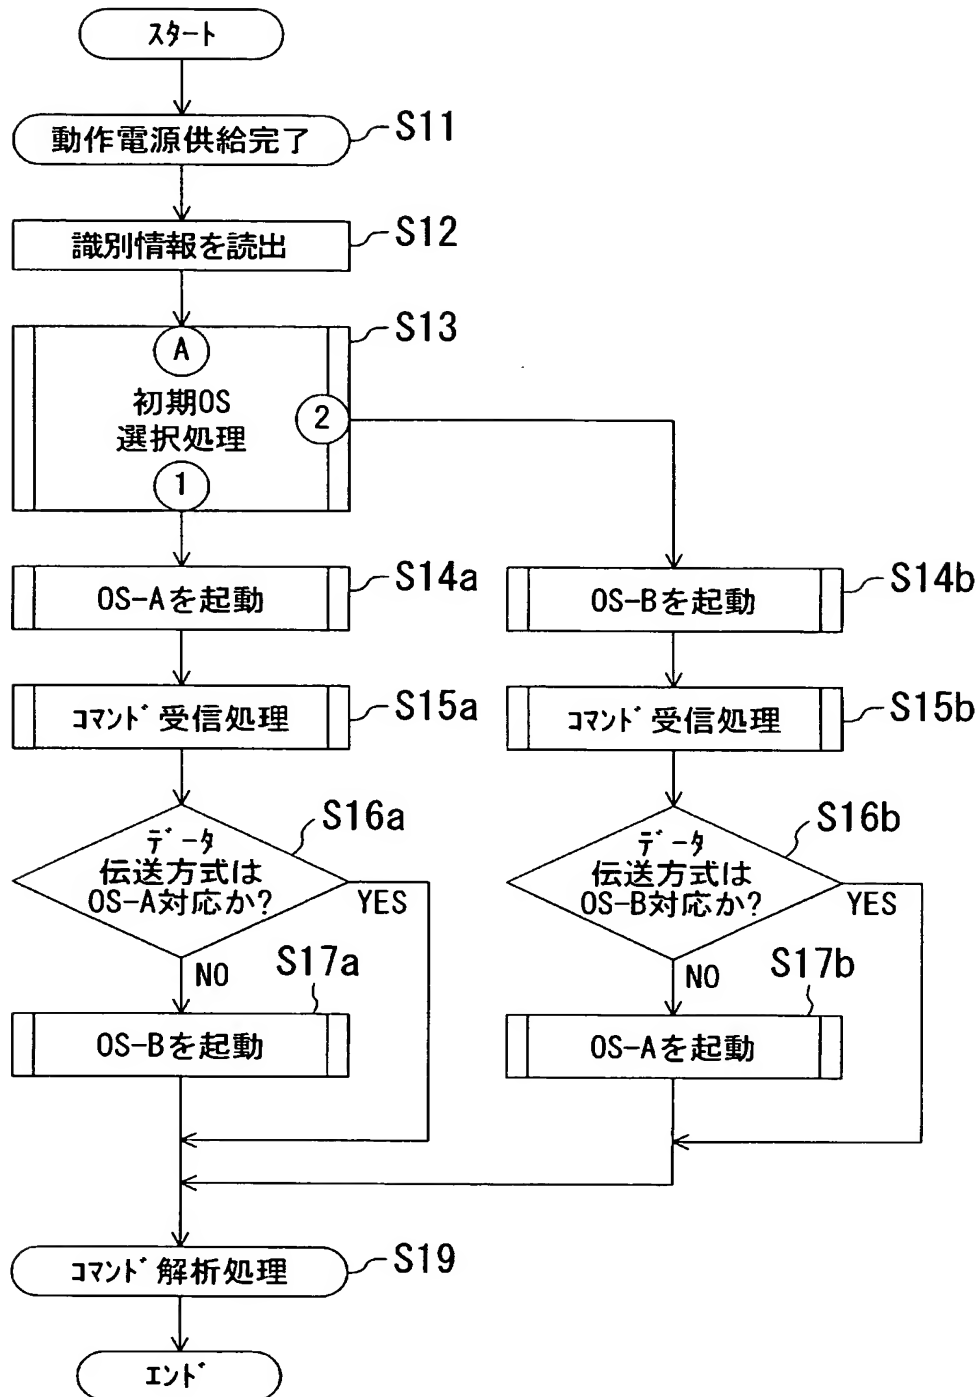 スタート
動作電源供給完了
S11
識別情報を読出
S12
S13
A
初期OS
選択処理
2
1
OS-Aを起動
S14a
OS-Bを起動
S14b
コマンド受信処理
S15a
コマンド受信処理
S15b
S16a
データ
伝送方式は
OS-A対応か?
YES
NO
S16b
データ
伝送方式は
OS-B対応か?
YES
NO
S17a
OS-Bを起動
S17b
OS-Aを起動
コマンド解析処理
S19
エンド